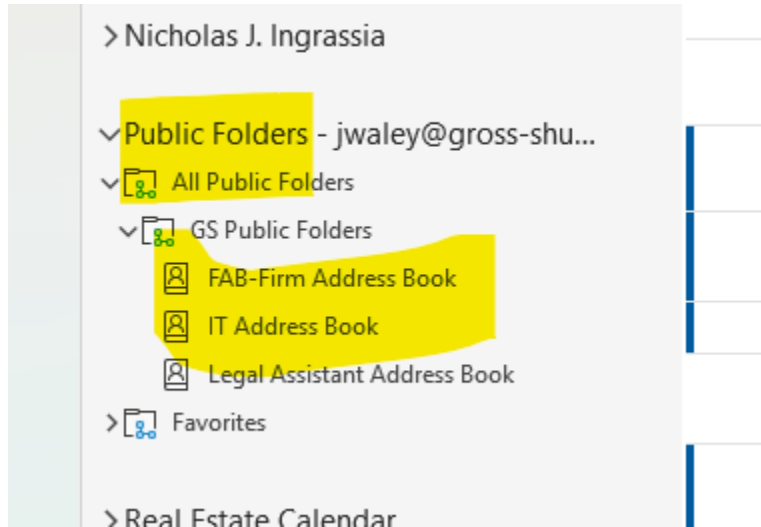 Nicholas J. Ingrassia
Public Folders - jwaley@gross-shu...
All Public Folders
GS Public Folders
FAB-Firm Address Book
IT Address Book
Legal Assistant Address Book
Favorites
Real Estate Calendar